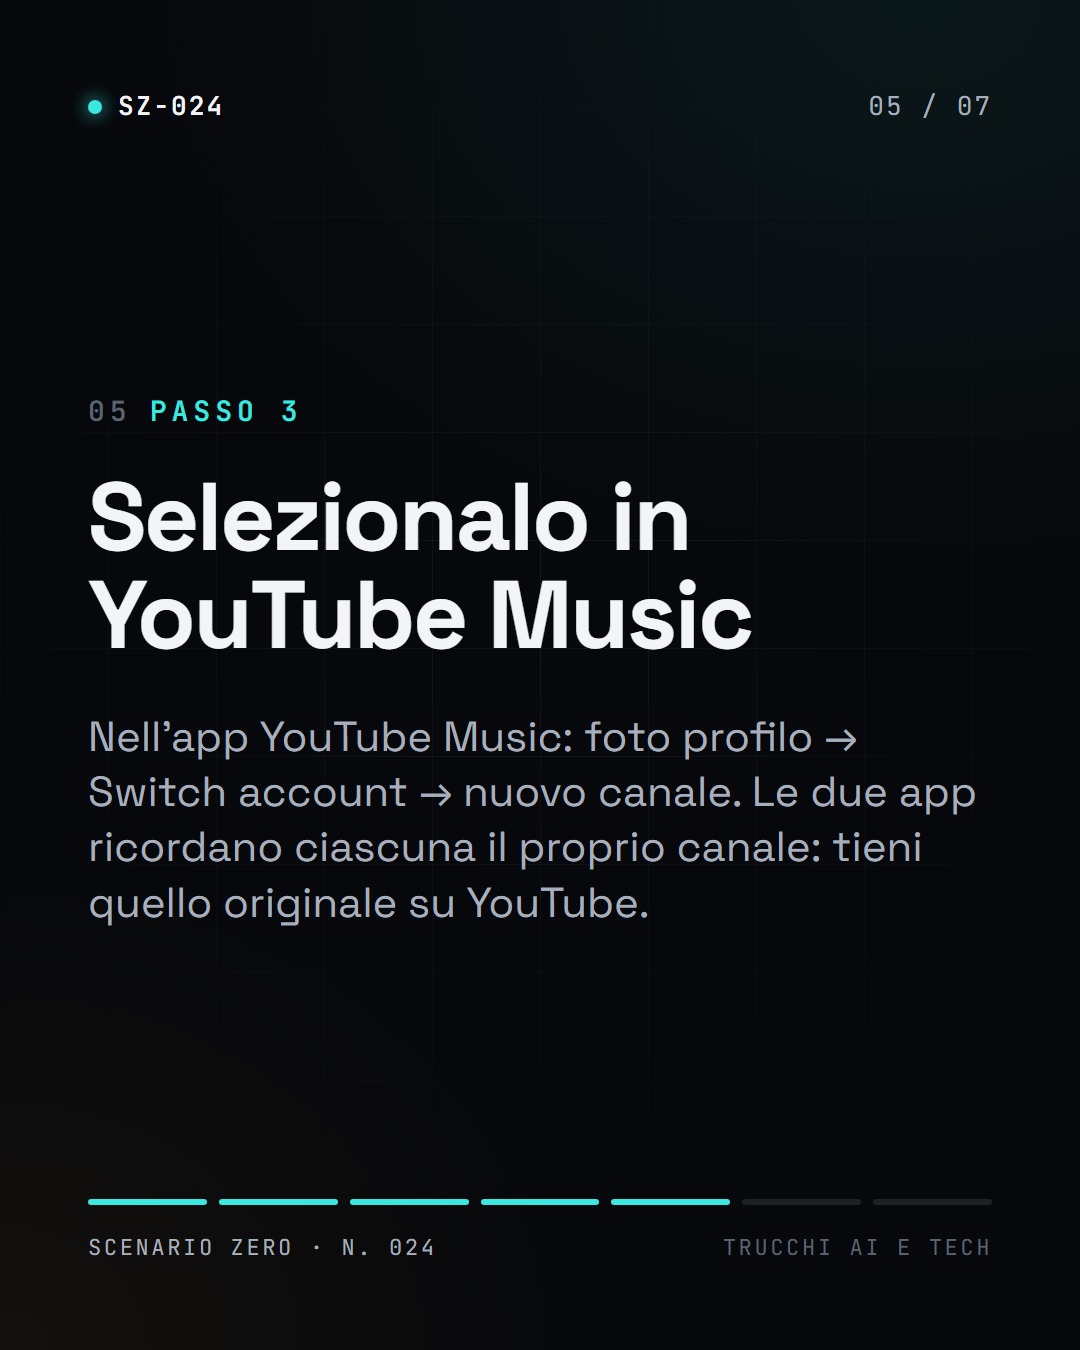 SZ-024
05 / 07
05 PASSO 3
Selezionalo in
YouTube Music
Nell’app YouTube Music: foto profilo →
Switch account → nuovo canale. Le due app
ricordano ciascuna il proprio canale: tieni
quello originale su YouTube.
SCENARIO ZERO · N. 024
TRUCCHI AI E TECH